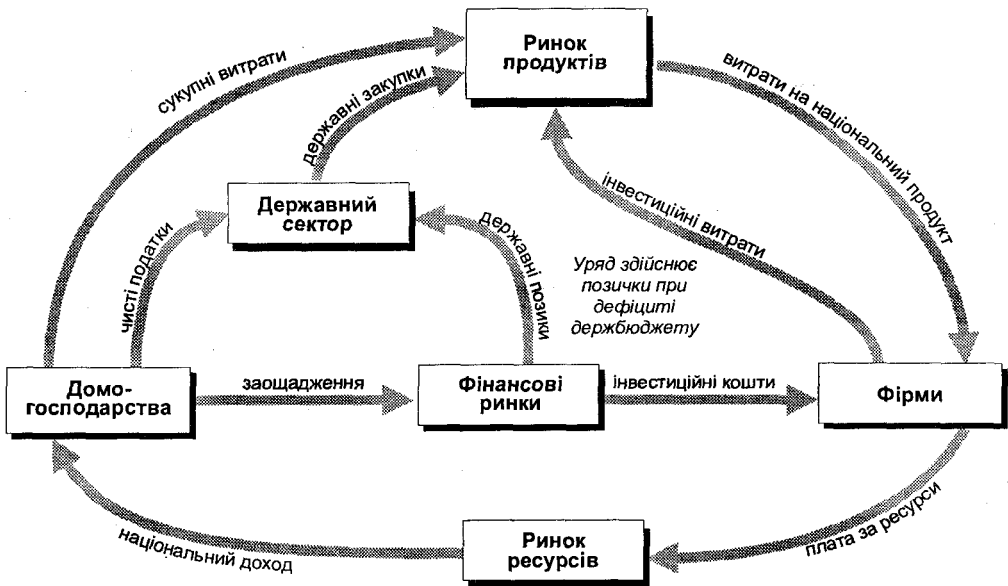 Ринок
продуктів
сукупні витрати
державні закупки
витрати на національний продукт
Державний
сектор
чисті податки
державні позики
інвестиційні витрати
Уряд здійснює
позички при
дефіциті
держбюджету
Домо-
господарства
заощадження
Фінансові
ринки
інвестиційні кошти
Фірми
національний доход
Ринок
ресурсів
плата за ресурси